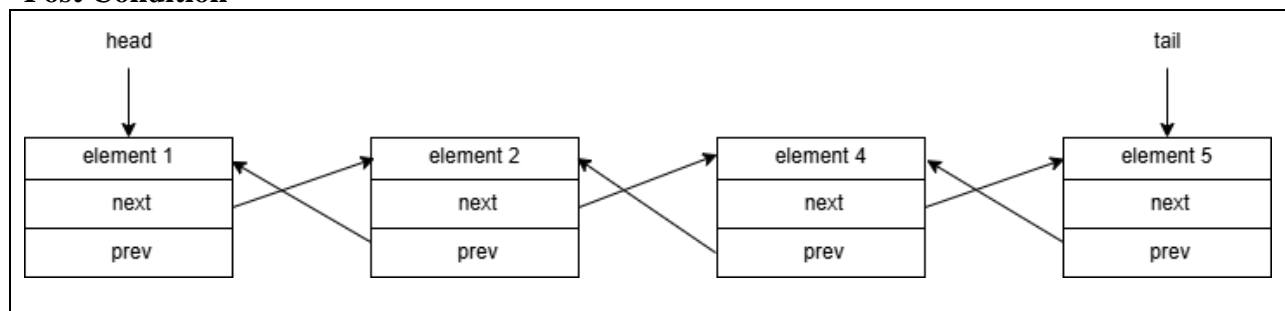 Post-Condition
head tail
element 1 element 2 element 4 element 5
next next next next
prev prev prev prev